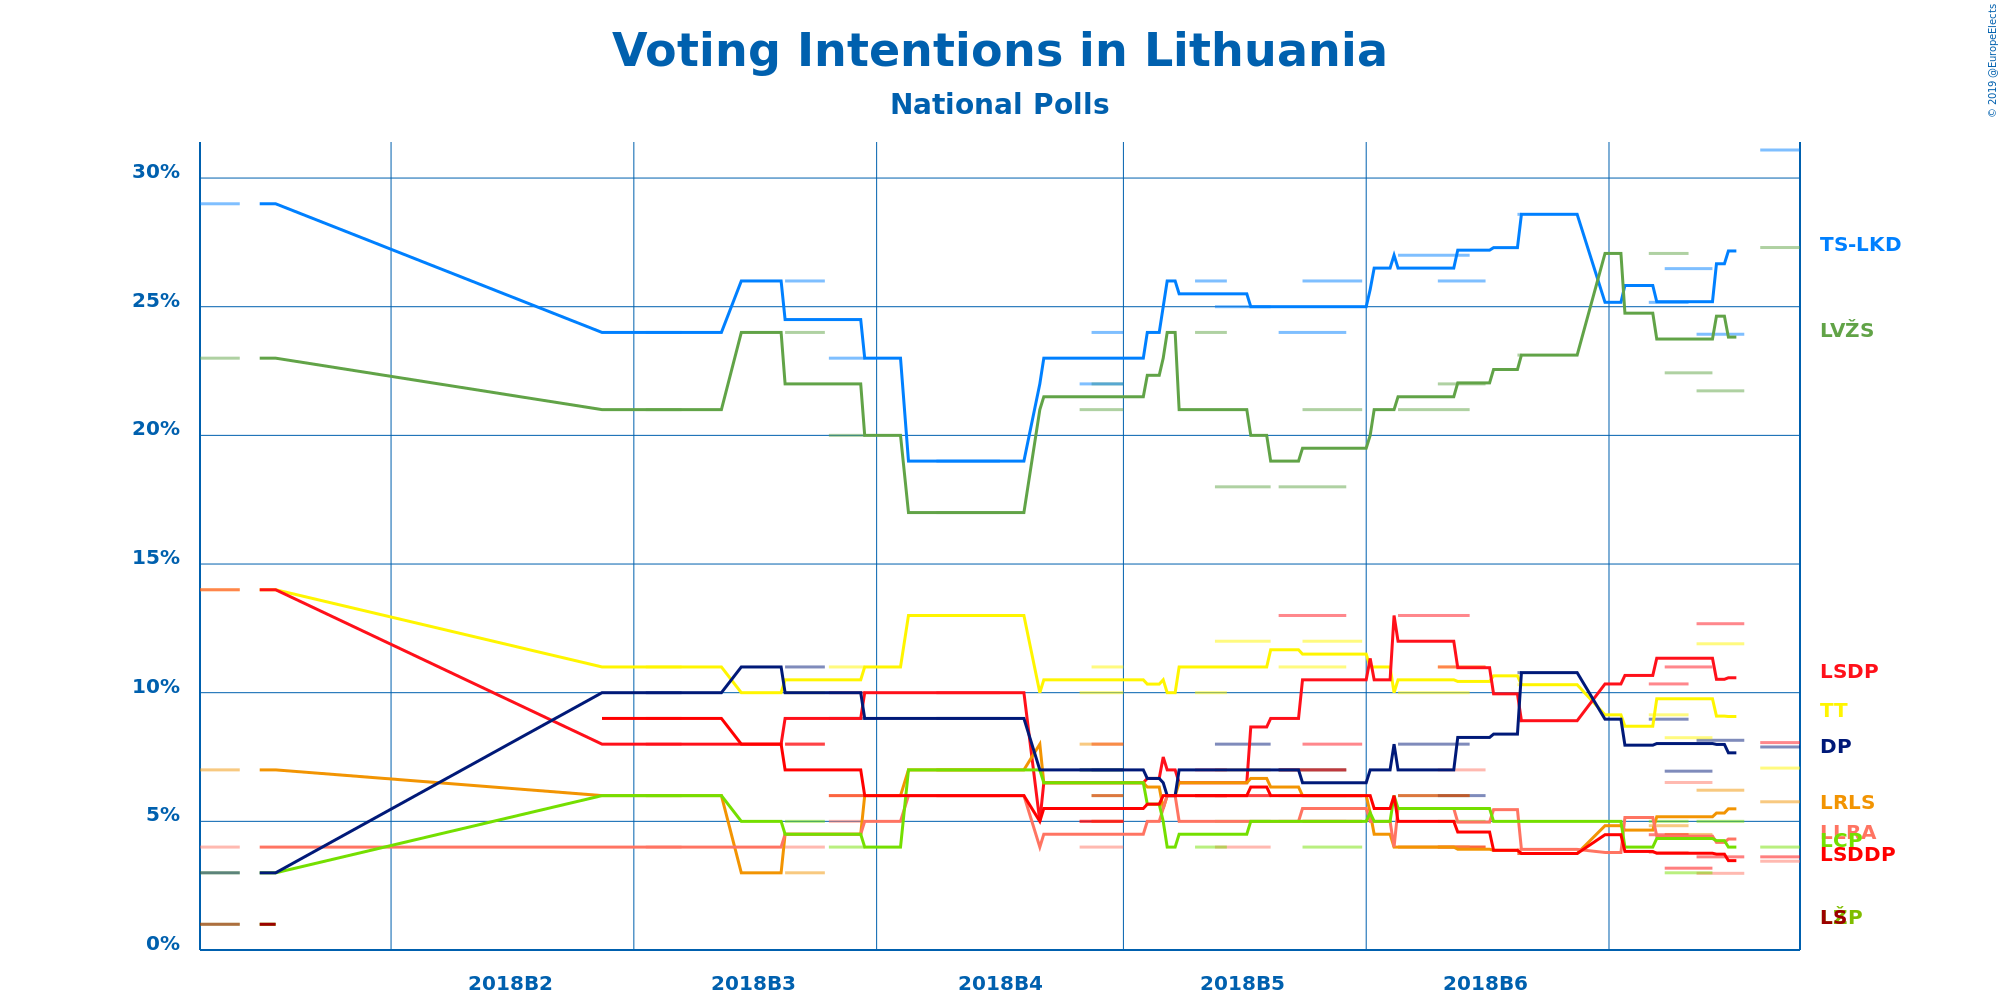 Voting Intentions in Lithuania
National Polls
© 2019 @EuropeElects
30%
25%
20%
15%
10%
5%
0%
2018B2
2018B3
2018B4
2018B5
2018B6
TS-LKD
LVŽS
LSDP
TT
DP
LRLS
LLRA
LCP
LSDDP
LS
ŽP